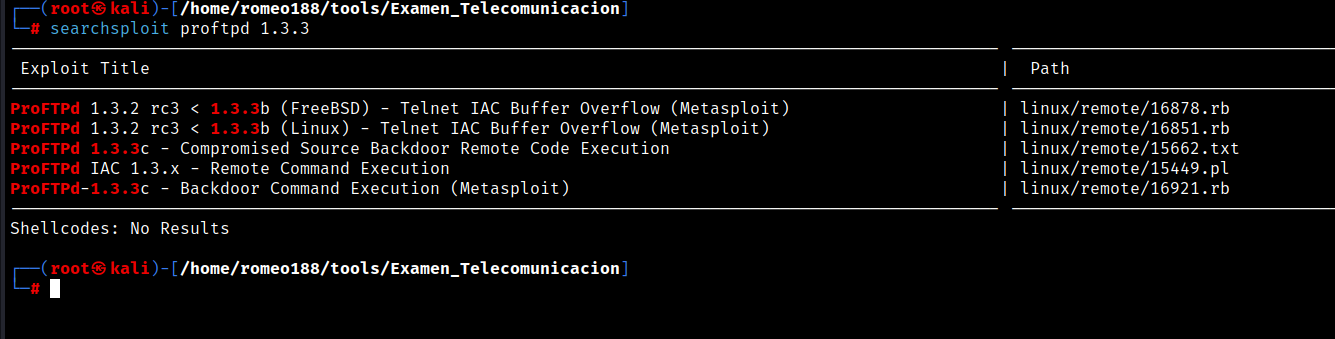 ┌──(root㉿kali)-[/home/romeo188/tools/Examen_Telecomunicacion]
└─# searchsploit proftpd 1.3.3
Exploit Title | Path
ProFTPd 1.3.2 rc3 < 1.3.3b (FreeBSD) - Telnet IAC Buffer Overflow (Metasploit) | linux/remote/16878.rb
ProFTPd 1.3.2 rc3 < 1.3.3b (Linux) - Telnet IAC Buffer Overflow (Metasploit) | linux/remote/16851.rb
ProFTPd 1.3.3c - Compromised Source Backdoor Remote Code Execution | linux/remote/15662.txt
ProFTPd IAC 1.3.x - Remote Command Execution | linux/remote/15449.pl
ProFTPd-1.3.3c - Backdoor Command Execution (Metasploit) | linux/remote/16921.rb
Shellcodes: No Results
┌──(root㉿kali)-[/home/romeo188/tools/Examen_Telecomunicacion]
└─#